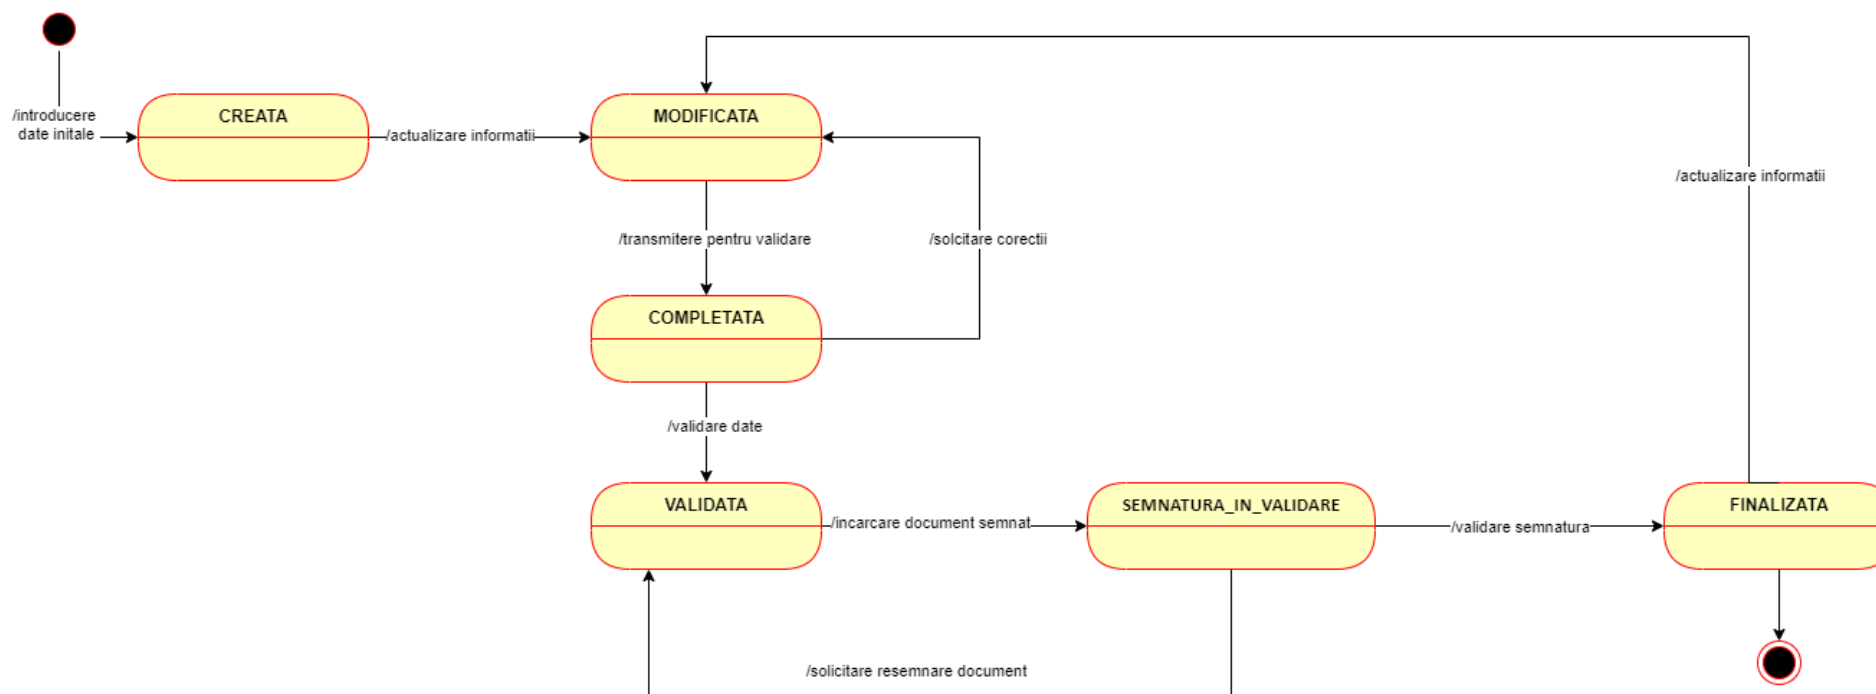 /introducere
date initale
CREATA
/actualizare informatii
MODIFICATA
/actualizare informatii
/transmitere pentru validare
/solcitare corectii
COMPLETATA
/validare date
VALIDATA
/incarcare document semnat
SEMNATURA_IN_VALIDARE
/validare semnatura
FINALIZATA
/solicitare resemnare document